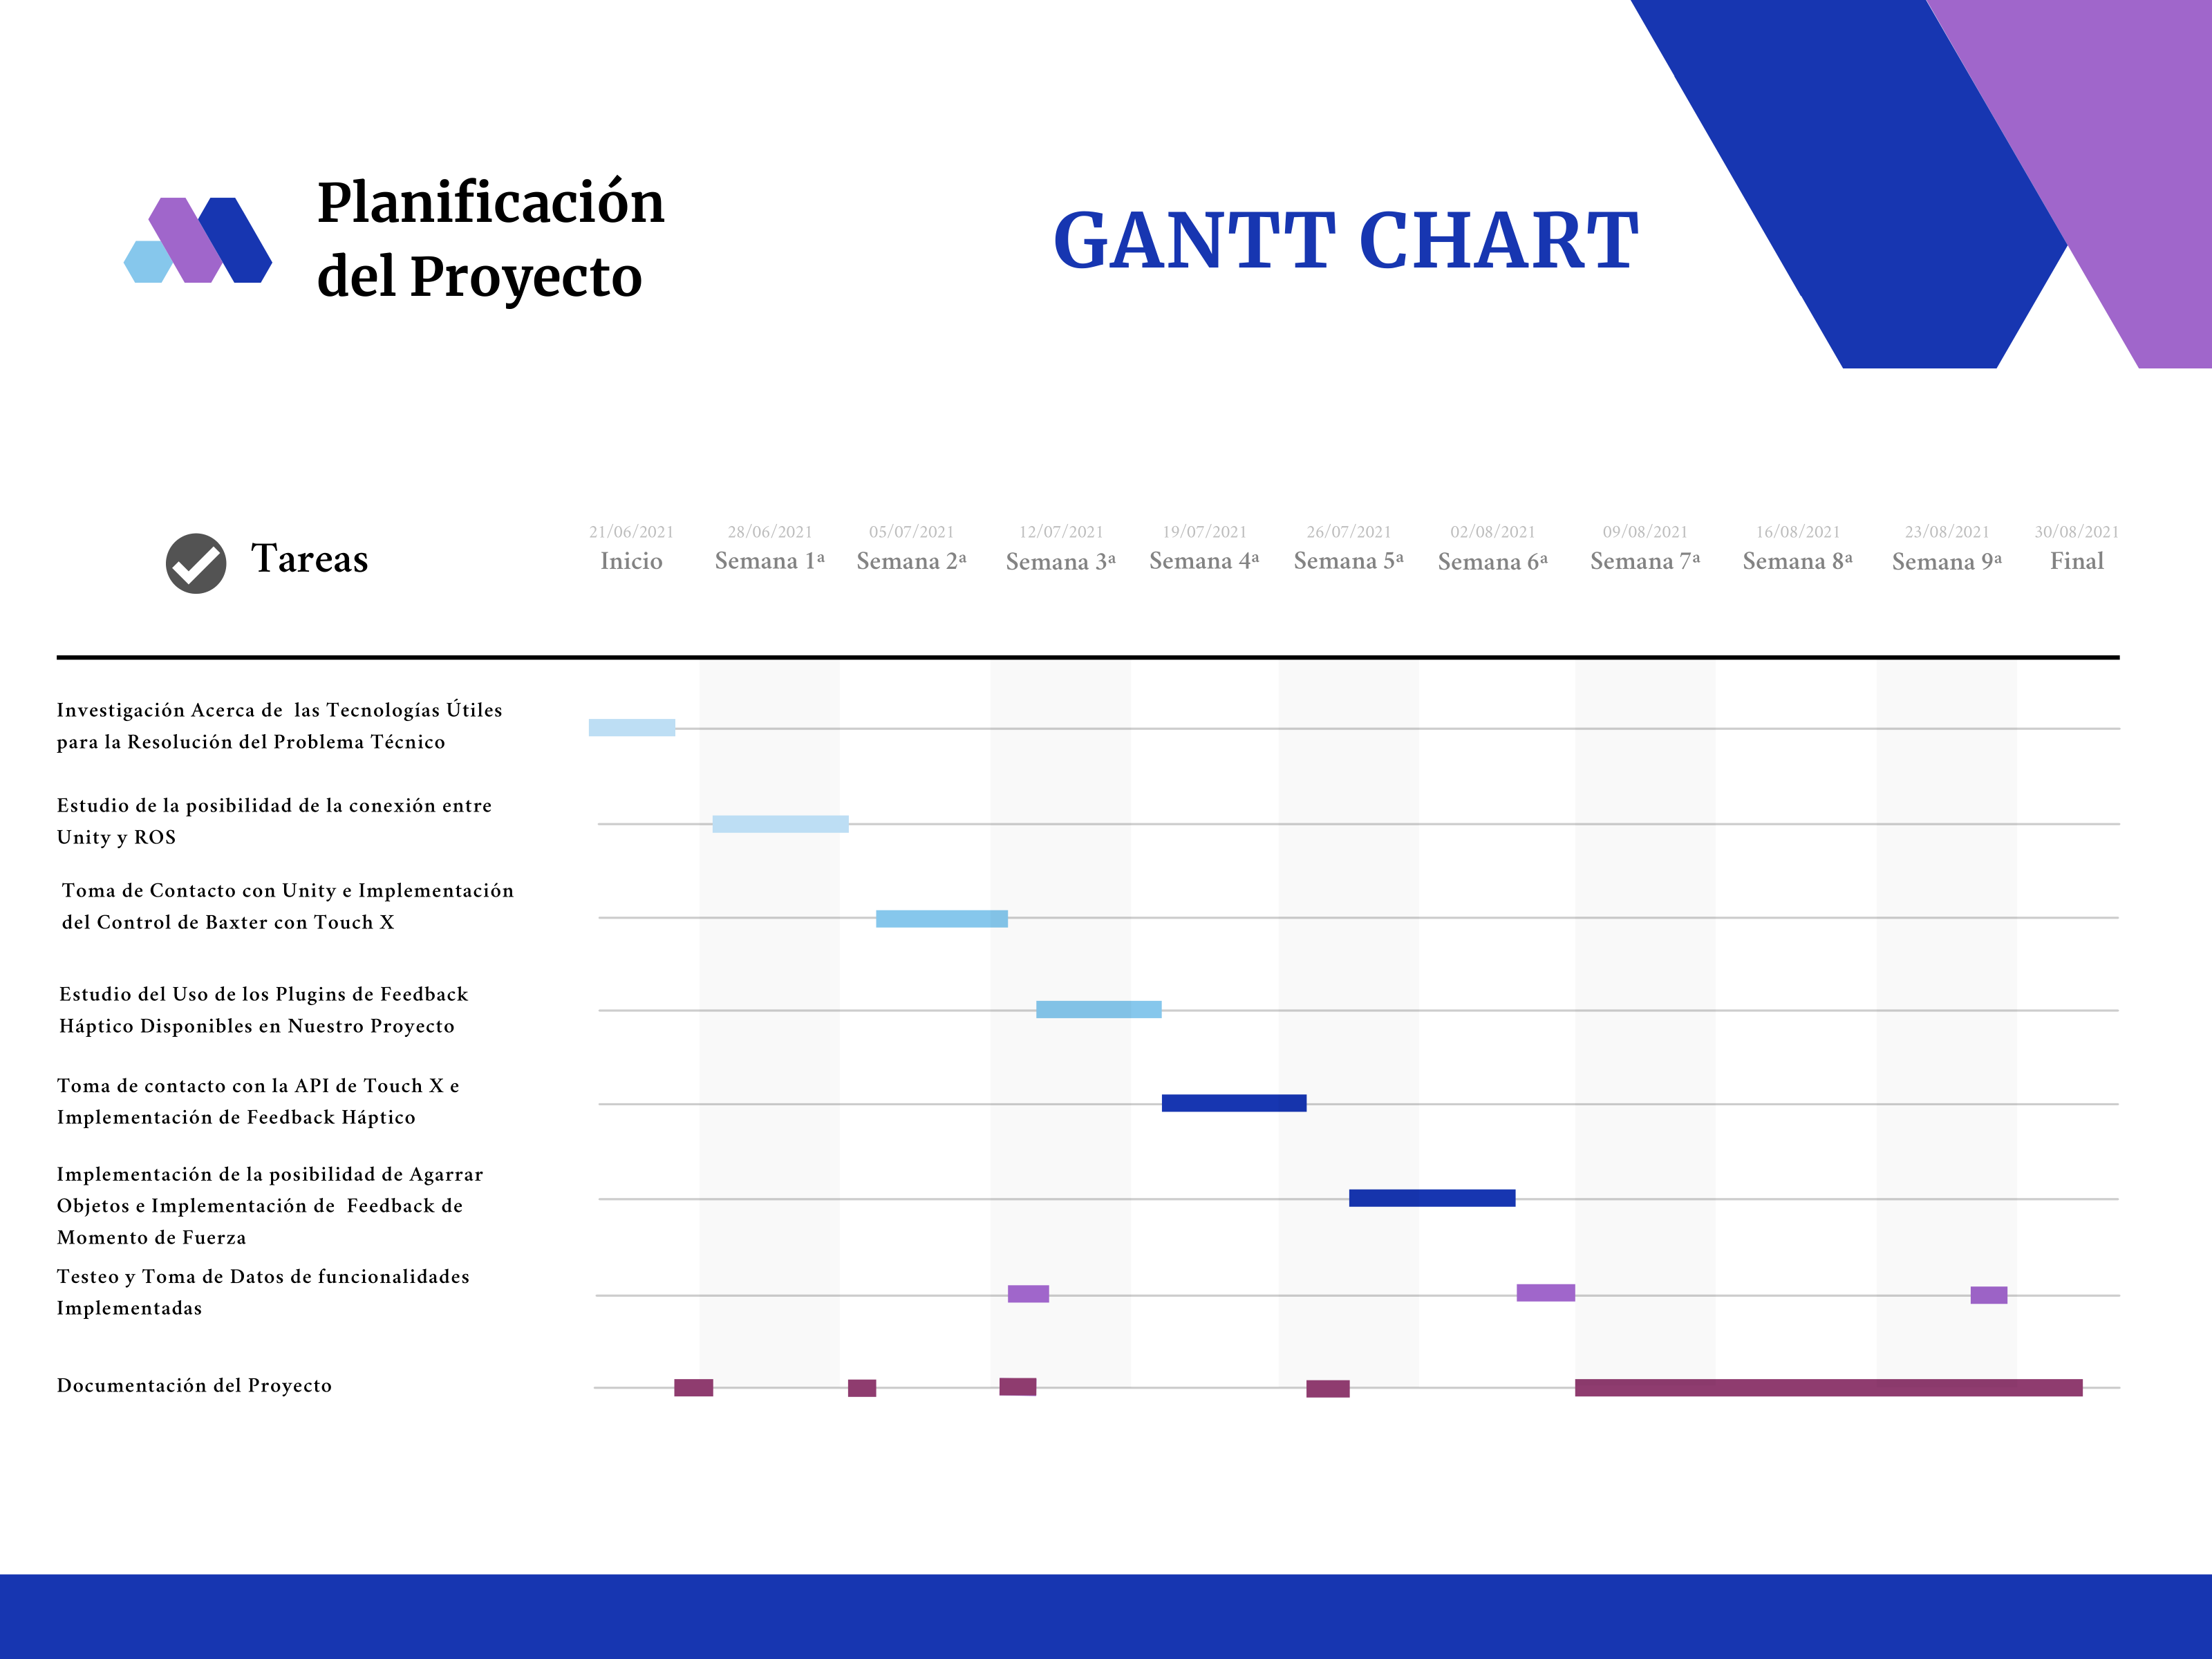 Planificación
del Proyecto
GANTT CHART
Tareas
21/06/2021 28/06/2021 05/07/2021 12/07/2021 19/07/2021 26/07/2021 02/08/2021 09/08/2021 16/08/2021 23/08/2021 30/08/2021
Inicio Semana 1ª Semana 2ª Semana 3ª Semana 4ª Semana 5ª Semana 6ª Semana 7ª Semana 8ª Semana 9ª Final
Investigación Acerca de las Tecnologías Útiles
para la Resolución del Problema Técnico
Estudio de la posibilidad de la conexión entre
Unity y ROS
Toma de Contacto con Unity e Implementación
del Control de Baxter con Touch X
Estudio del Uso de los Plugins de Feedback
Háptico Disponibles en Nuestro Proyecto
Toma de contacto con la API de Touch X e
Implementación de Feedback Háptico
Implementación de la posibilidad de Agarrar
Objetos e Implementación de Feedback de
Momento de Fuerza
Testeo y Toma de Datos de funcionalidades
Implementadas
Documentación del Proyecto